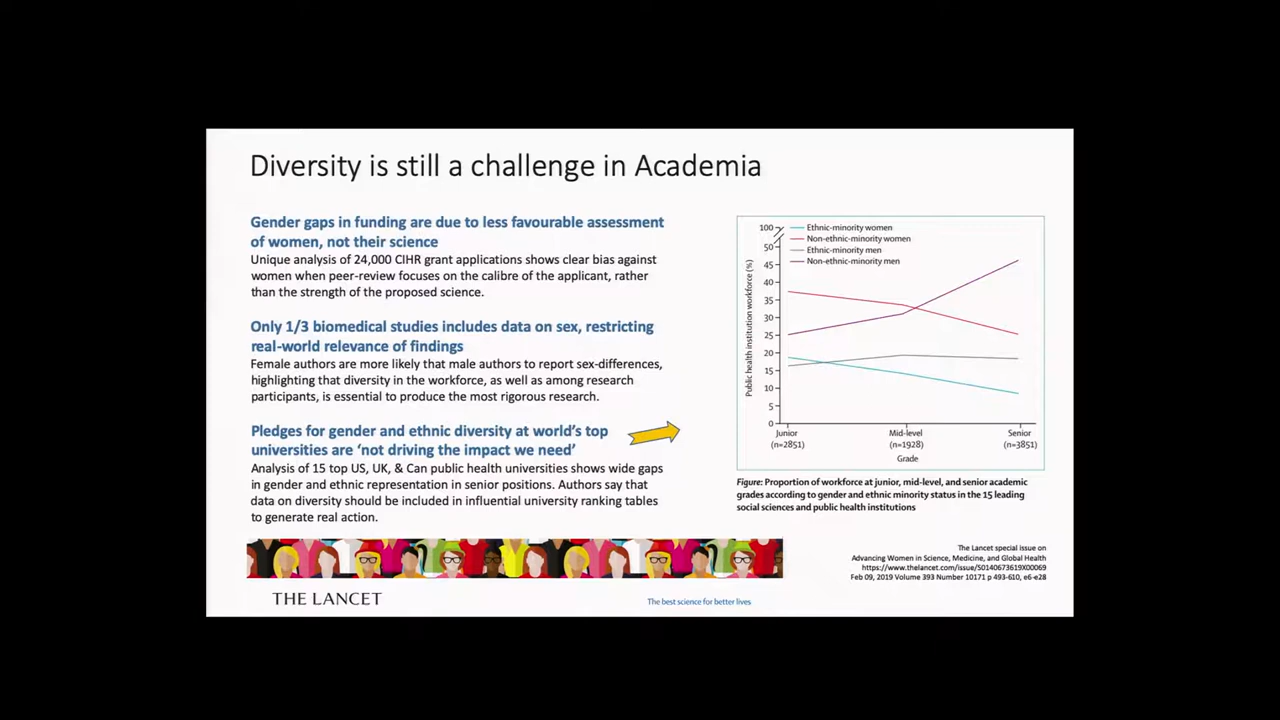 Diversity is still a challenge in Academia
Gender gaps in funding are due to less favourable assessment
of women, not their science
Unique analysis of 24,000 CIHR grant applications shows clear bias against
women when peer-review focuses on the calibre of the applicant, rather
than the strength of the proposed science.
Only 1/3 biomedical studies includes data on sex, restricting
real-world relevance of findings
Female authors are more likely that male authors to report sex-differences,
highlighting that diversity in the workforce, as well as among research
participants, is essential to produce the most rigorous research.
Pledges for gender and ethnic diversity at world's top
universities are 'not driving the impact we need'
Analysis of 15 top US, UK, & Can public health universities shows wide gaps
in gender and ethnic representation in senior positions. Authors say that
data on diversity should be included in influential university ranking tables
to generate real action.
THE LANCET
The best science for better lives
Ethnic-minority women
Non-ethnic-minority women
Ethnic-minority men
Non-ethnic-minority men
Public health institution workforce (%)
100
50
45
40
35
30
25
20
15
10
5
0
Junior Mid-level Senior
(n=2851) (n=1928) (n=3851)
Grade
Figure: Proportion of workforce at junior, mid-level, and senior academic
grades according to gender and ethnic minority status in the 15 leading
social sciences and public health institutions
The Lancet special issue on
Advancing Women in Science, Medicine, and Global Health
https://www.thelancet.com/issue/S0140673619X00069
Feb 09, 2019 Volume 393 Number 10171 p 493-610, e6-e28